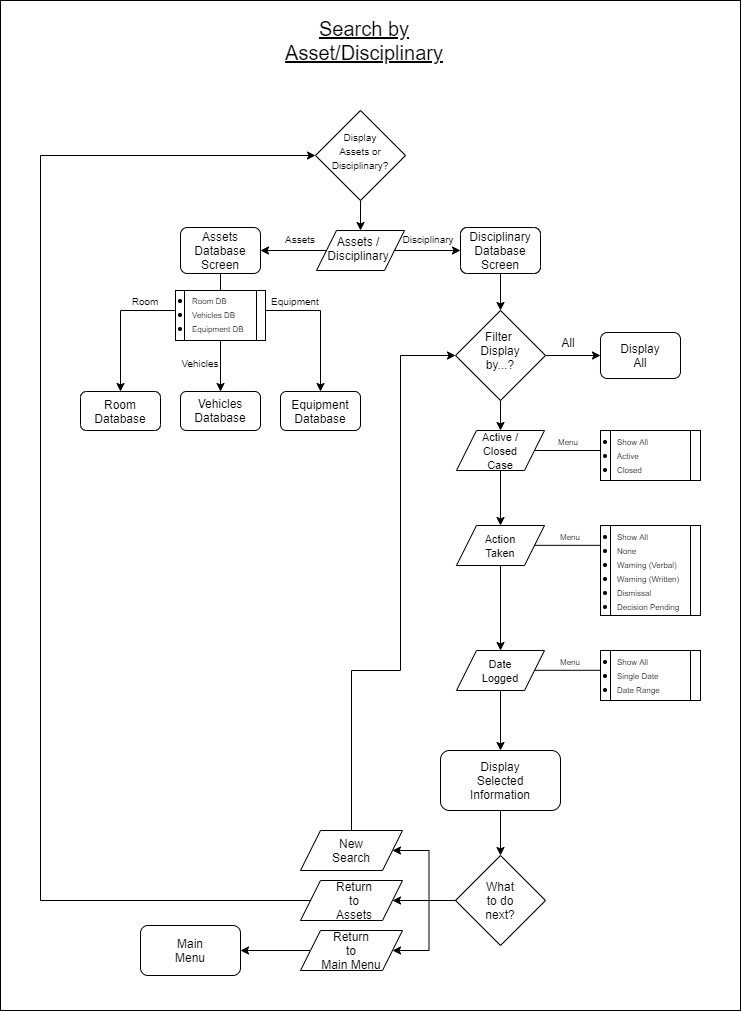 Search by
Asset/Disciplinary
Display
Assets or
Disciplinary?
Assets
Database
Screen
Assets
Assets /
Disciplinary
Disciplinary
Disciplinary
Database
Screen
Room
Room DB
Vehicles DB
Equipment DB
Equipment
Vehicles
Room
Database
Vehicles
Database
Equipment
Database
Filter
Display
by...?
All
Display
All
Active /
Closed
Case
Menu
Show All
Active
Closed
Action
Taken
Menu
Show All
None
Warning (Verbal)
Warning (Written)
Dismissal
Decision Pending
Date
Logged
Menu
Show All
Single Date
Date Range
Display
Selected
Information
New
Search
Return
to
Assets
What
to do
next?
Return
to
Main Menu
Main
Menu